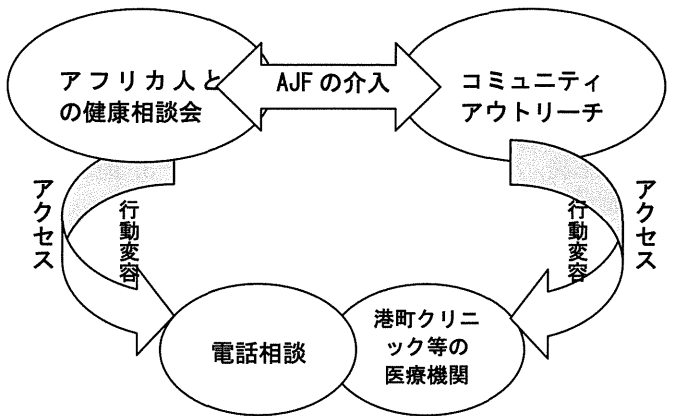 アフリカ人と
の健康相談会
AJFの介入
コミュニティ
アウトリーチ
アクセス
行動変容
行動変容
アクセス
電話相談
港町クリニ
ック等の
医療機関